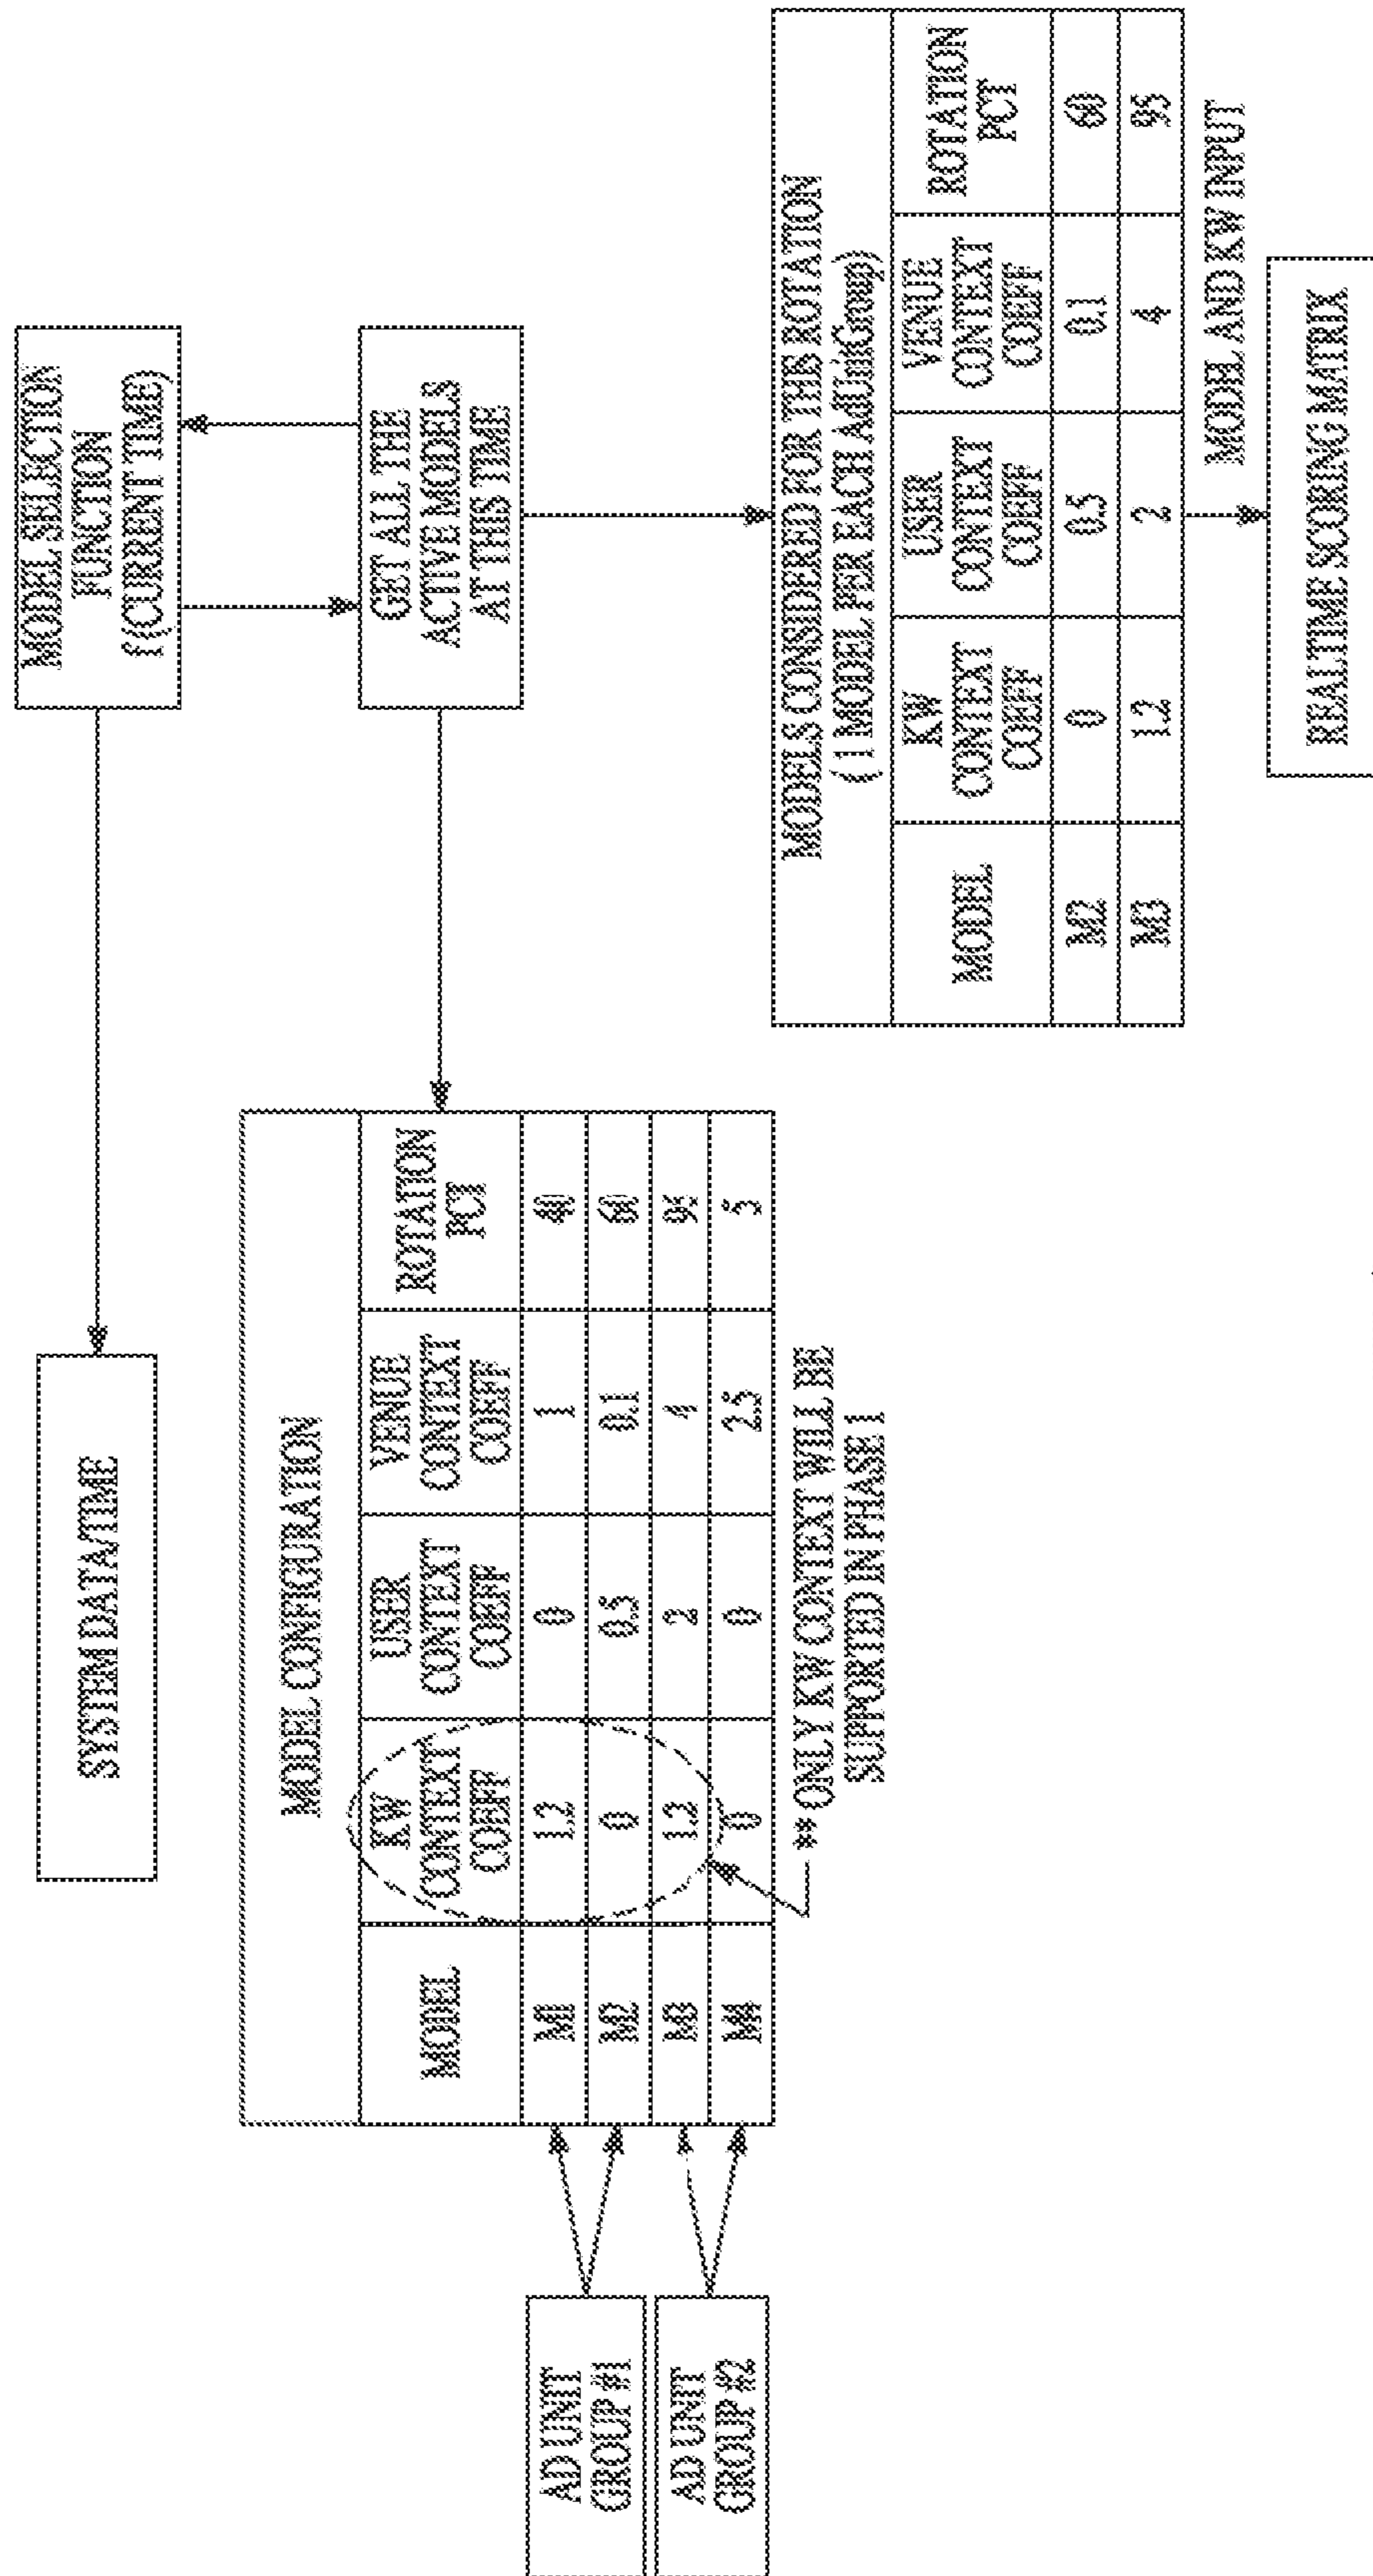 SYSTEM DATA/TIME
MODEL SELECTION
FUNCTION
f (CURRENT TIME)
GET ALL THE
ACTIVE MODELS
AT THIS TIME
AD UNIT
GROUP #1
AD UNIT
GROUP #2
MODEL CONFIGURATION
MODEL KW CONTEXT COEFF USER CONTEXT COEFF VENUE CONTEXT COEFF ROTATION PCT
M1 1.2 0 1 40
M2 0 0.5 0.1 60
M3 1.2 2 4 95
M4 0 0 2.5 5
** ONLY KW CONTEXT WILL BE
SUPPORTED IN PHASE 1
MODELS CONSIDERED FOR THIS ROTATION
(1 MODEL PER EACH AdUnitGroup)
MODEL KW CONTEXT COEFF USER CONTEXT COEFF VENUE CONTEXT COEFF ROTATION PCT
M2 0 0.5 0.1 60
M3 1.2 2 4 95
MODEL AND KW INPUT
REALTIME SCORING MATRIX